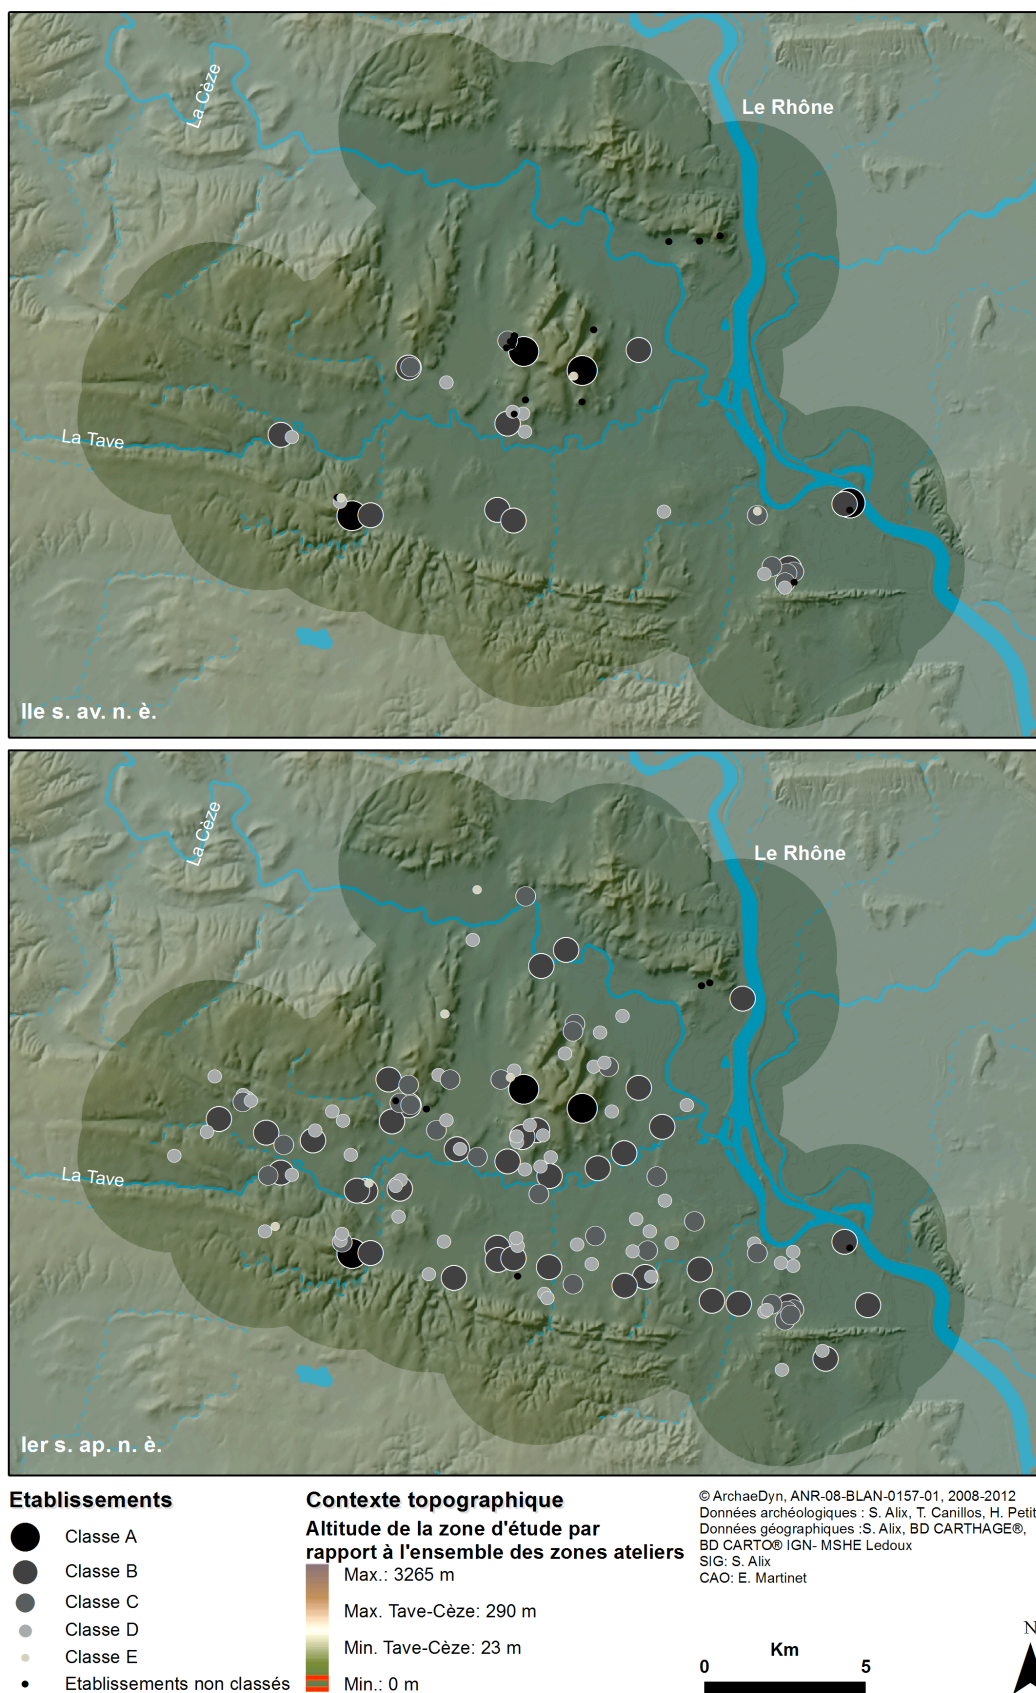 La Cèze
Le Rhône
La Tave
IIe s. av. n. è.
La Cèze
Le Rhône
La Tave
Ier s. ap. n. è.
Etablissements
Classe A
Classe B
Classe C
Classe D
Classe E
Etablissements non classés
Contexte topographique
Altitude de la zone d'étude par
rapport à l'ensemble des zones ateliers
Max.: 3265 m
Max. Tave-Cèze: 290 m
Min. Tave-Cèze: 23 m
Min.: 0 m
© ArchaeDyn, ANR-08-BLAN-0157-01, 2008-2012
Données archéologiques : S. Alix, T. Canillos, H. Petit
Données géographiques :S. Alix, BD CARTHAGE®,
BD CARTO® IGN- MSHE Ledoux
SIG: S. Alix
CAO: E. Martinet
N
Km
0 5